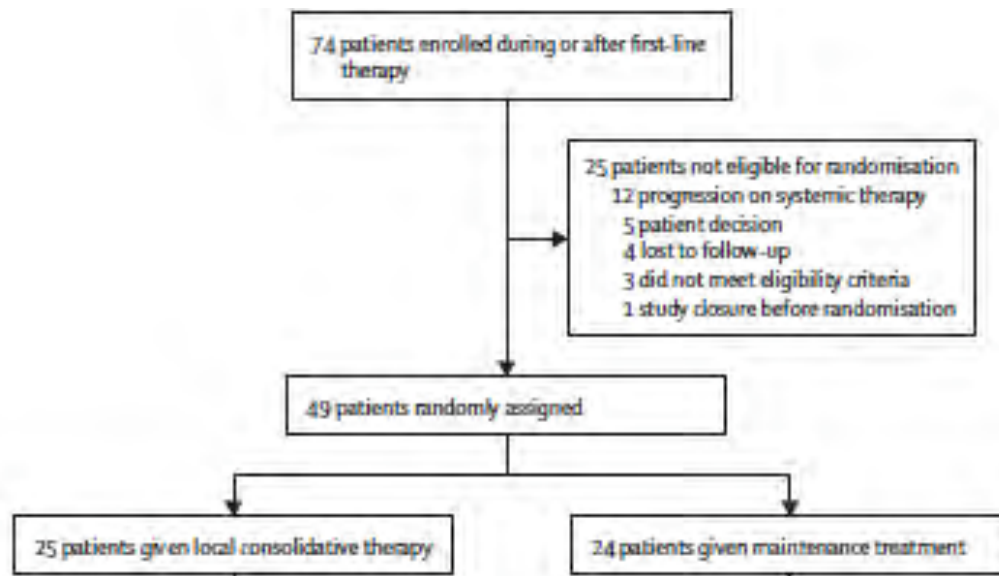 74 patients enrolled during or after first-line
therapy
25 patients not eligible for randomisation
12 progression on systemic therapy
5 patient decision
4 lost to follow-up
3 did not meet eligibility criteria
1 study closure before randomisation
49 patients randomly assigned
25 patients given local consolidative therapy
24 patients given maintenance treatment